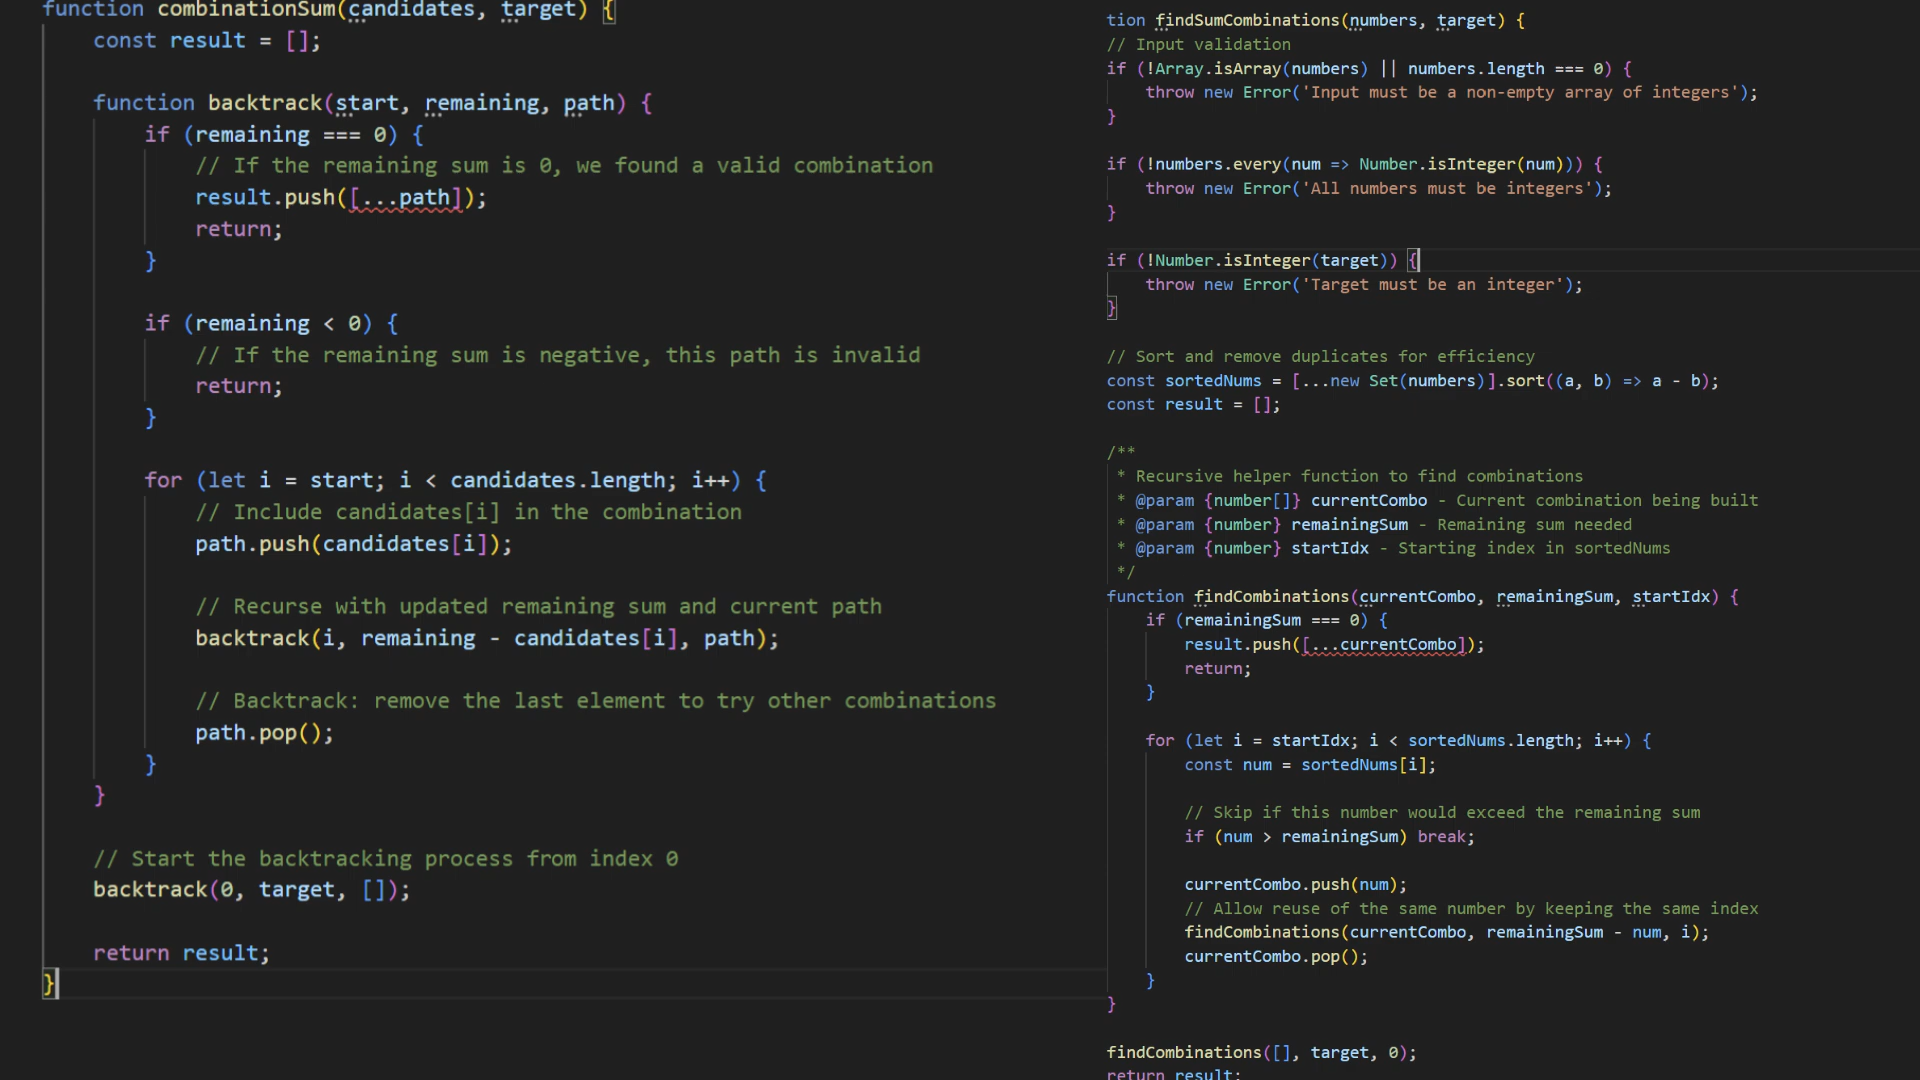 function combinationSum(candidates, target) {
const result = [];
function backtrack(start, remaining, path) {
if (remaining === 0) {
// If the remaining sum is 0, we found a valid combination
result.push([...path]);
return;
}
if (remaining < 0) {
// If the remaining sum is negative, this path is invalid
return;
}
for (let i = start; i < candidates.length; i++) {
// Include candidates[i] in the combination
path.push(candidates[i]);
// Recurse with updated remaining sum and current path
backtrack(i, remaining - candidates[i], path);
// Backtrack: remove the last element to try other combinations
path.pop();
}
}
// Start the backtracking process from index 0
backtrack(0, target, []);
return result;
}
tion findSumCombinations(numbers, target) {
// Input validation
if (!Array.isArray(numbers) || numbers.length === 0) {
throw new Error('Input must be a non-empty array of integers');
}
if (!numbers.every(num => Number.isInteger(num))) {
throw new Error('All numbers must be integers');
}
if (!Number.isInteger(target)) {
throw new Error('Target must be an integer');
}
// Sort and remove duplicates for efficiency
const sortedNums = [...new Set(numbers)].sort((a, b) => a - b);
const result = [];
/**
* Recursive helper function to find combinations
* @param {number[]} currentCombo - Current combination being built
* @param {number} remainingSum - Remaining sum needed
* @param {number} startIdx - Starting index in sortedNums
*/
function findCombinations(currentCombo, remainingSum, startIdx) {
if (remainingSum === 0) {
result.push([...currentCombo]);
return;
}
for (let i = startIdx; i < sortedNums.length; i++) {
const num = sortedNums[i];
// Skip if this number would exceed the remaining sum
if (num > remainingSum) break;
currentCombo.push(num);
// Allow reuse of the same number by keeping the same index
findCombinations(currentCombo, remainingSum - num, i);
currentCombo.pop();
}
}
findCombinations([], target, 0);
return result;